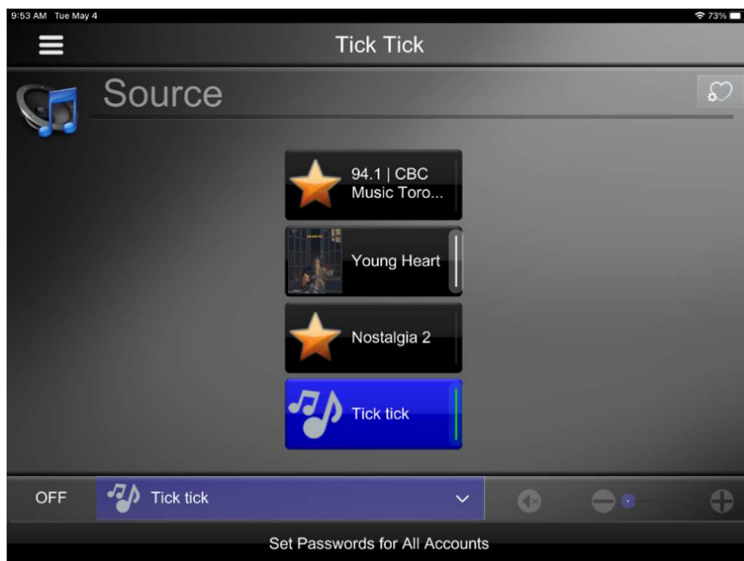 9:53 AM Tue May 4
73%
Tick Tick
Source
94.1 | CBC
Music Toro...
Young Heart
Nostalgia 2
Tick tick
OFF
Tick tick
Set Passwords for All Accounts